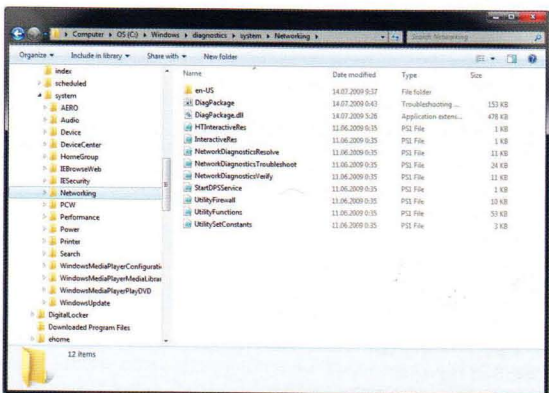 Computer ▸ OS (C:) ▸ Windows ▸ diagnostics ▸ system ▸ Networking ▸
Search Networking
Organize ▾ Include in library ▾ Share with ▾ New folder
index
scheduled
system
AERO
Audio
Device
DeviceCenter
HomeGroup
IEBrowseWeb
IESecurity
Networking
PCW
Performance
Power
Printer
Search
WindowsMediaPlayerConfigurati
WindowsMediaPlayerMediaLibrar
WindowsMediaPlayerPlayDVD
WindowsUpdate
DigitalLocker
Downloaded Program Files
ehome
Name Date modified Type Size
en-US 14.07.2009 9:37 File folder
DiagPackage 14.07.2009 0:43 Troubleshooting ... 153 KB
DiagPackage.dll 14.07.2009 5:26 Application extens... 478 KB
HTInteractiveRes 11.06.2009 0:35 PS1 File 1 KB
InteractiveRes 11.06.2009 0:35 PS1 File 1 KB
NetworkDiagnosticsResolve 11.06.2009 0:35 PS1 File 11 KB
NetworkDiagnosticsTroubleshoot 11.06.2009 0:35 PS1 File 24 KB
NetworkDiagnosticsVerify 11.06.2009 0:35 PS1 File 11 KB
StartDPSService 11.06.2009 0:35 PS1 File 1 KB
UtilityFirewall 11.06.2009 0:35 PS1 File 10 KB
UtilityFunctions 11.06.2009 0:35 PS1 File 53 KB
UtilitySetConstants 11.06.2009 0:35 PS1 File 3 KB
12 items